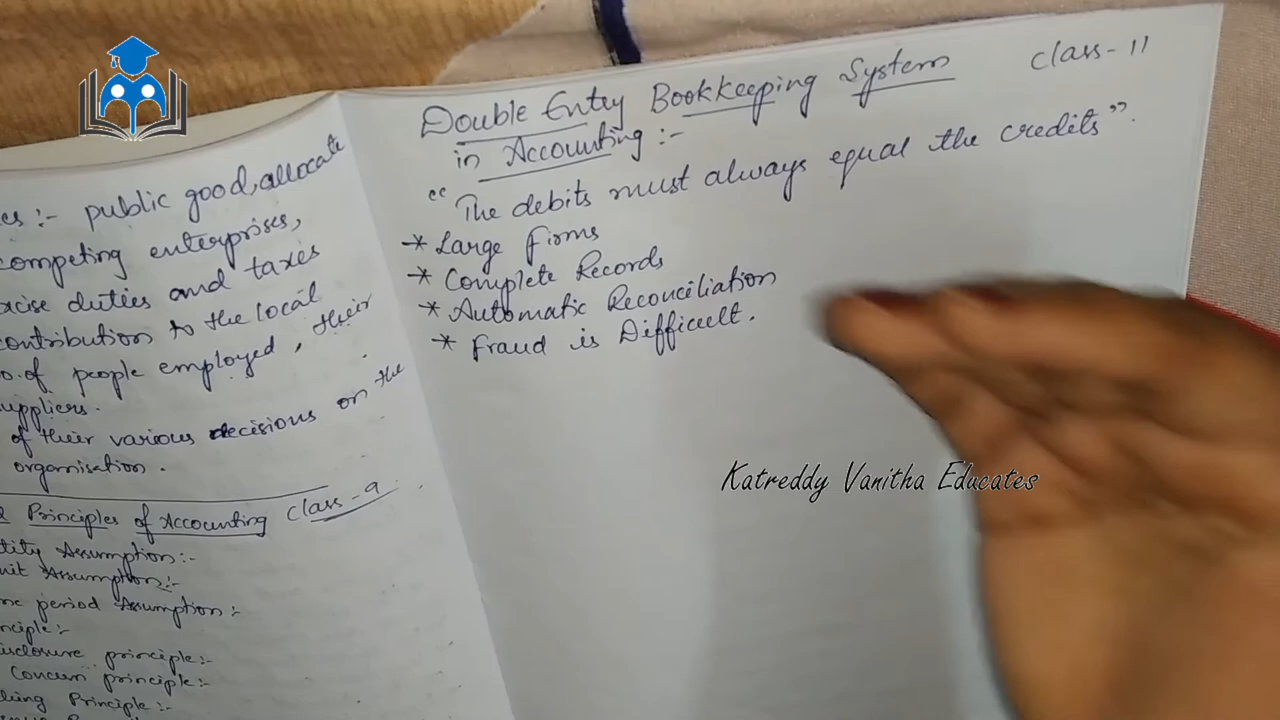 Double Entry Bookkeeping System class-11
in Accounting :-
"The debits must always equal the credits".
* Large firms
* Complete Records
* Automatic Reconciliation
* Fraud is Difficult.
:- public good, allocate
competing enterprises,
duties and taxes
contribution to the local
of people employed, their
suppliers.
of their various decisions on the
organisation.
Principles of Accounting class-9
Assumption:-
Assumption:-
period Assumption:-
principle:-
Concern principle:-
Principle:-
Katreddy Vanitha Educates